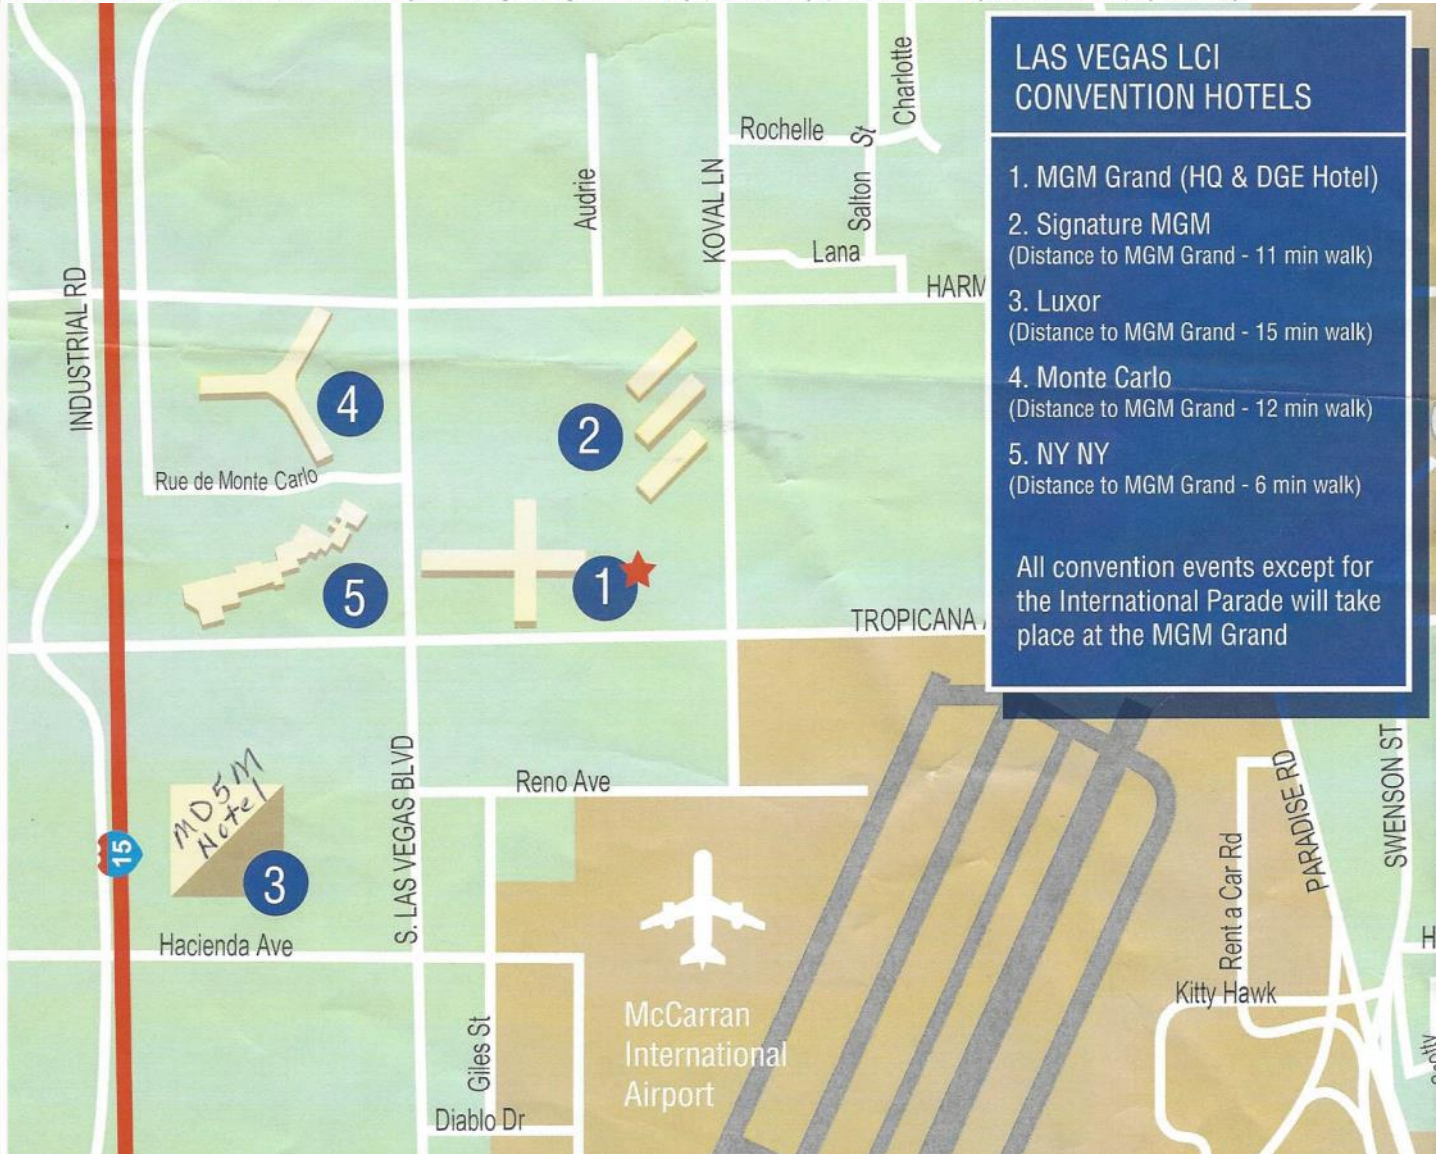 LAS VEGAS LCI
CONVENTION HOTELS
1. MGM Grand (HQ & DGE Hotel)
2. Signature MGM
(Distance to MGM Grand - 11 min walk)
3. Luxor
(Distance to MGM Grand - 15 min walk)
4. Monte Carlo
(Distance to MGM Grand - 12 min walk)
5. NY NY
(Distance to MGM Grand - 6 min walk)
All convention events except for
the International Parade will take
place at the MGM Grand
Charlotte
Rochelle
Salton St
Audrie
KOVAL LN
Lana
HARM
INDUSTRIAL RD
4
2
Rue de Monte Carlo
5
1
TROPICANA
S. LAS VEGAS BLVD
Reno Ave
MD5M
Hotel
15
3
Hacienda Ave
PARADISE RD
SWENSON ST
Rent a Car Rd
H
Kitty Hawk
McCarran
International
Airport
Giles St
Diablo Dr